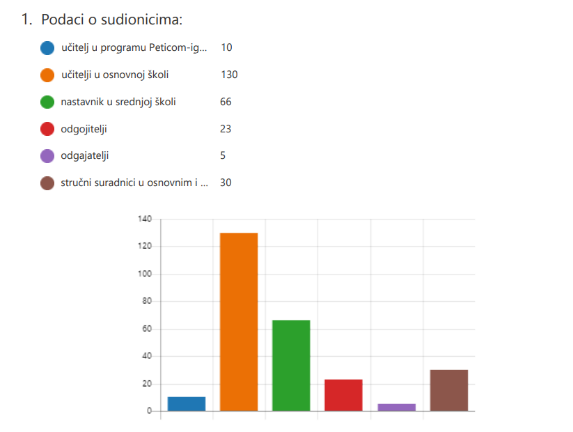 1. Podaci o sudionicima:
učitelj u programu Peticom-ig... 10
učitelji u osnovnoj školi 130
nastavnik u srednjoj školi 66
odgojitelji 23
odgajatelji 5
stručni suradnici u osnovnim i ... 30
140
120
100
80
60
40
20
0